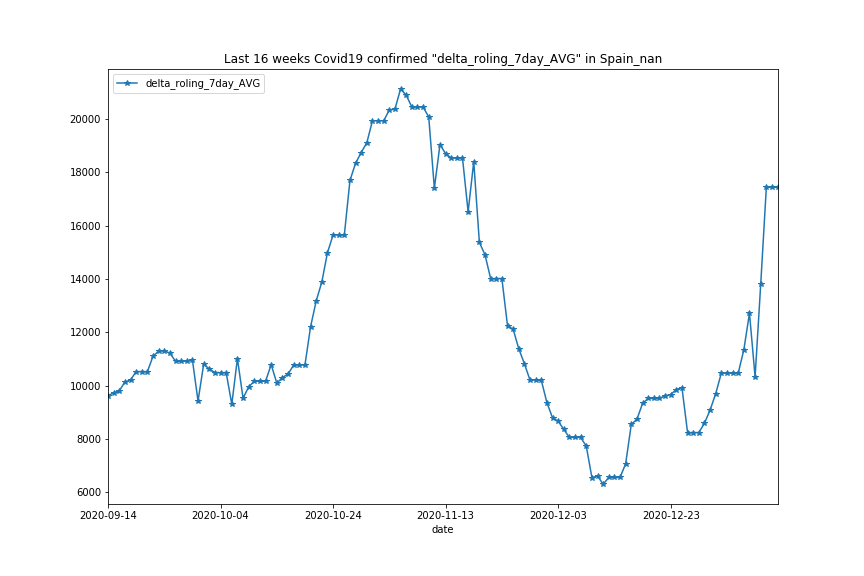 Last 16 weeks Covid19 confirmed "delta_roling_7day_AVG" in Spain_nan
delta_roling_7day_AVG
20000
18000
16000
14000
12000
10000
8000
6000
2020-09-14 2020-10-04 2020-10-24 2020-11-13 2020-12-03 2020-12-23
date